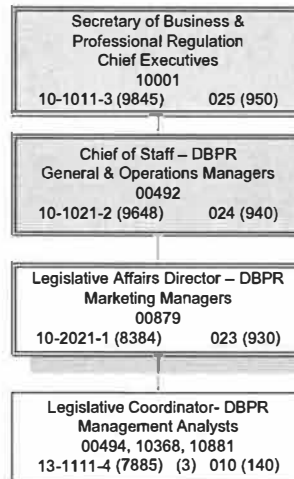 Secretary of Business &
Professional Regulation
Chief Executives
10001
10-1011-3 (9845) 025 (950)
Chief of Staff – DBPR
General & Operations Managers
00492
10-1021-2 (9648) 024 (940)
Legislative Affairs Director – DBPR
Marketing Managers
00879
10-2021-1 (8384) 023 (930)
Legislative Coordinator- DBPR
Management Analysts
00494, 10368, 10881
13-1111-4 (7885) (3) 010 (140)